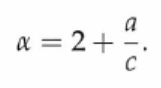 α = 2 + a/c.